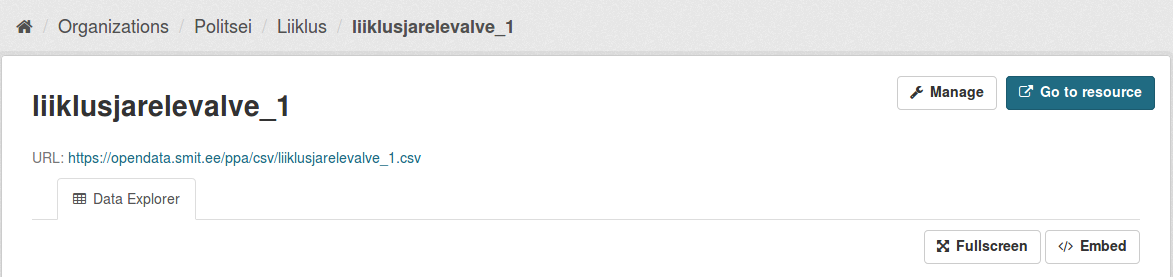 / Organizations / Politsei / Liiklus / liiklusjarelevalve_1
Manage
Go to resource
liiklusjarelevalve_1
URL: https://opendata.smit.ee/ppa/csv/liiklusjarelevalve_1.csv
Data Explorer
Fullscreen
</> Embed